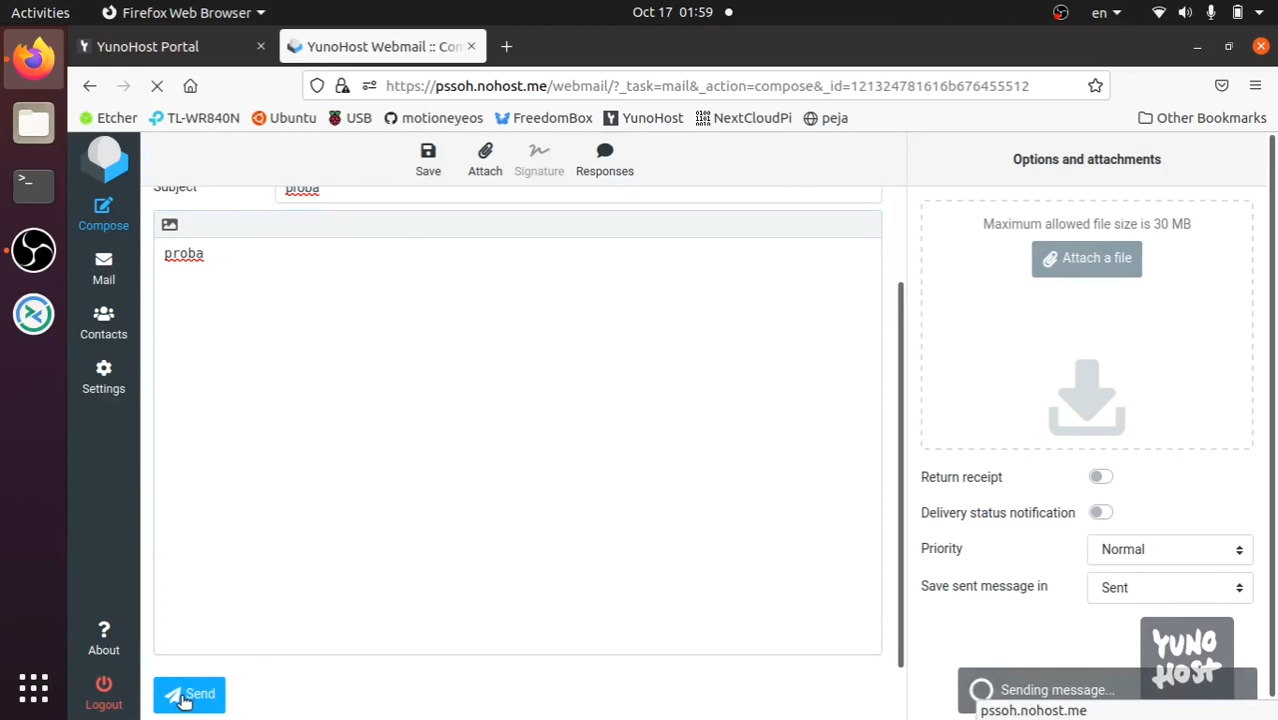 Activities
Firefox Web Browser
Oct 17 01:59
en
YunoHost Portal
YunoHost Webmail :: Con
https://pssoh.nohost.me/webmail/?_task=mail&_action=compose&_id=121324781616b676455512
Etcher
TL-WR840N
Ubuntu
USB
motioneyeos
FreedomBox
YunoHost
NextCloudPi
peja
Other Bookmarks
Compose
Mail
Contacts
Settings
About
Logout
Save
Attach
Signature
Responses
Subject
proba
proba
Send
Options and attachments
Maximum allowed file size is 30 MB
Attach a file
Return receipt
Delivery status notification
Priority
Normal
Save sent message in
Sent
YUNO
HOST
Sending message...
pssoh.nohost.me